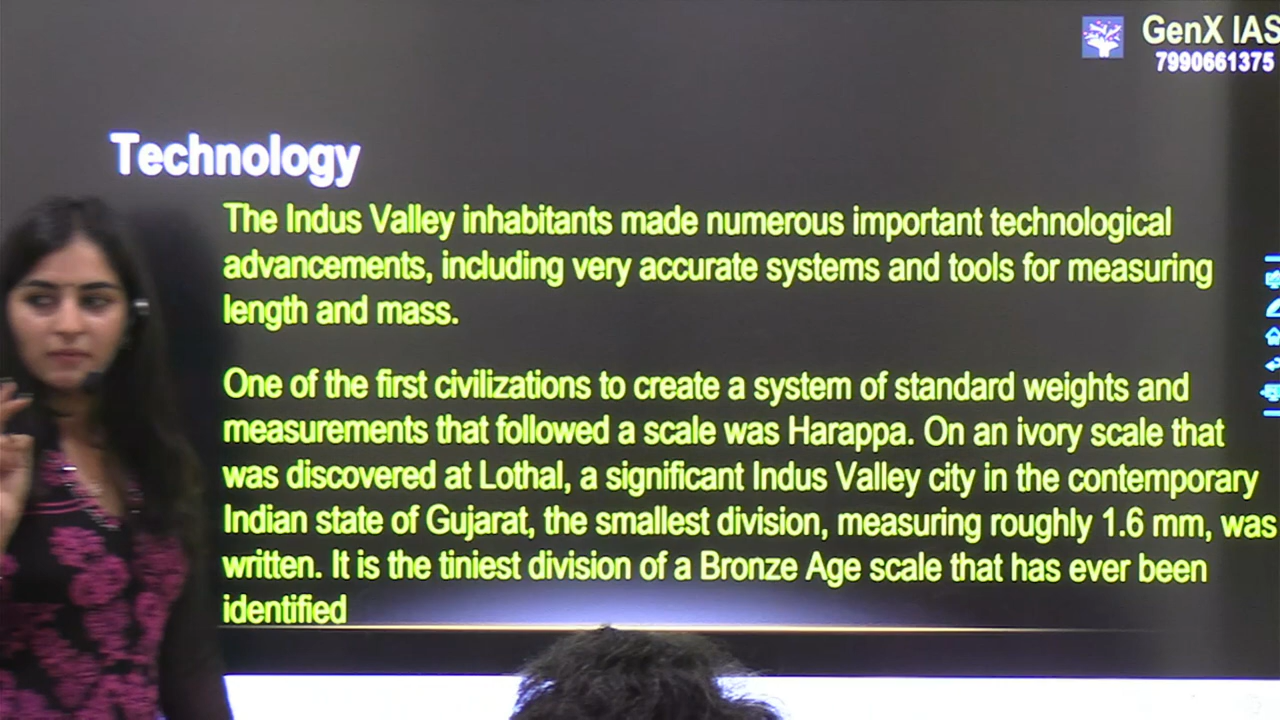 GenX IAS
7990661375
Technology
The Indus Valley inhabitants made numerous important technological
advancements, including very accurate systems and tools for measuring
length and mass.
One of the first civilizations to create a system of standard weights and
measurements that followed a scale was Harappa. On an ivory scale that
was discovered at Lothal, a significant Indus Valley city in the contemporary
Indian state of Gujarat, the smallest division, measuring roughly 1.6 mm, was
written. It is the tiniest division of a Bronze Age scale that has ever been
identified